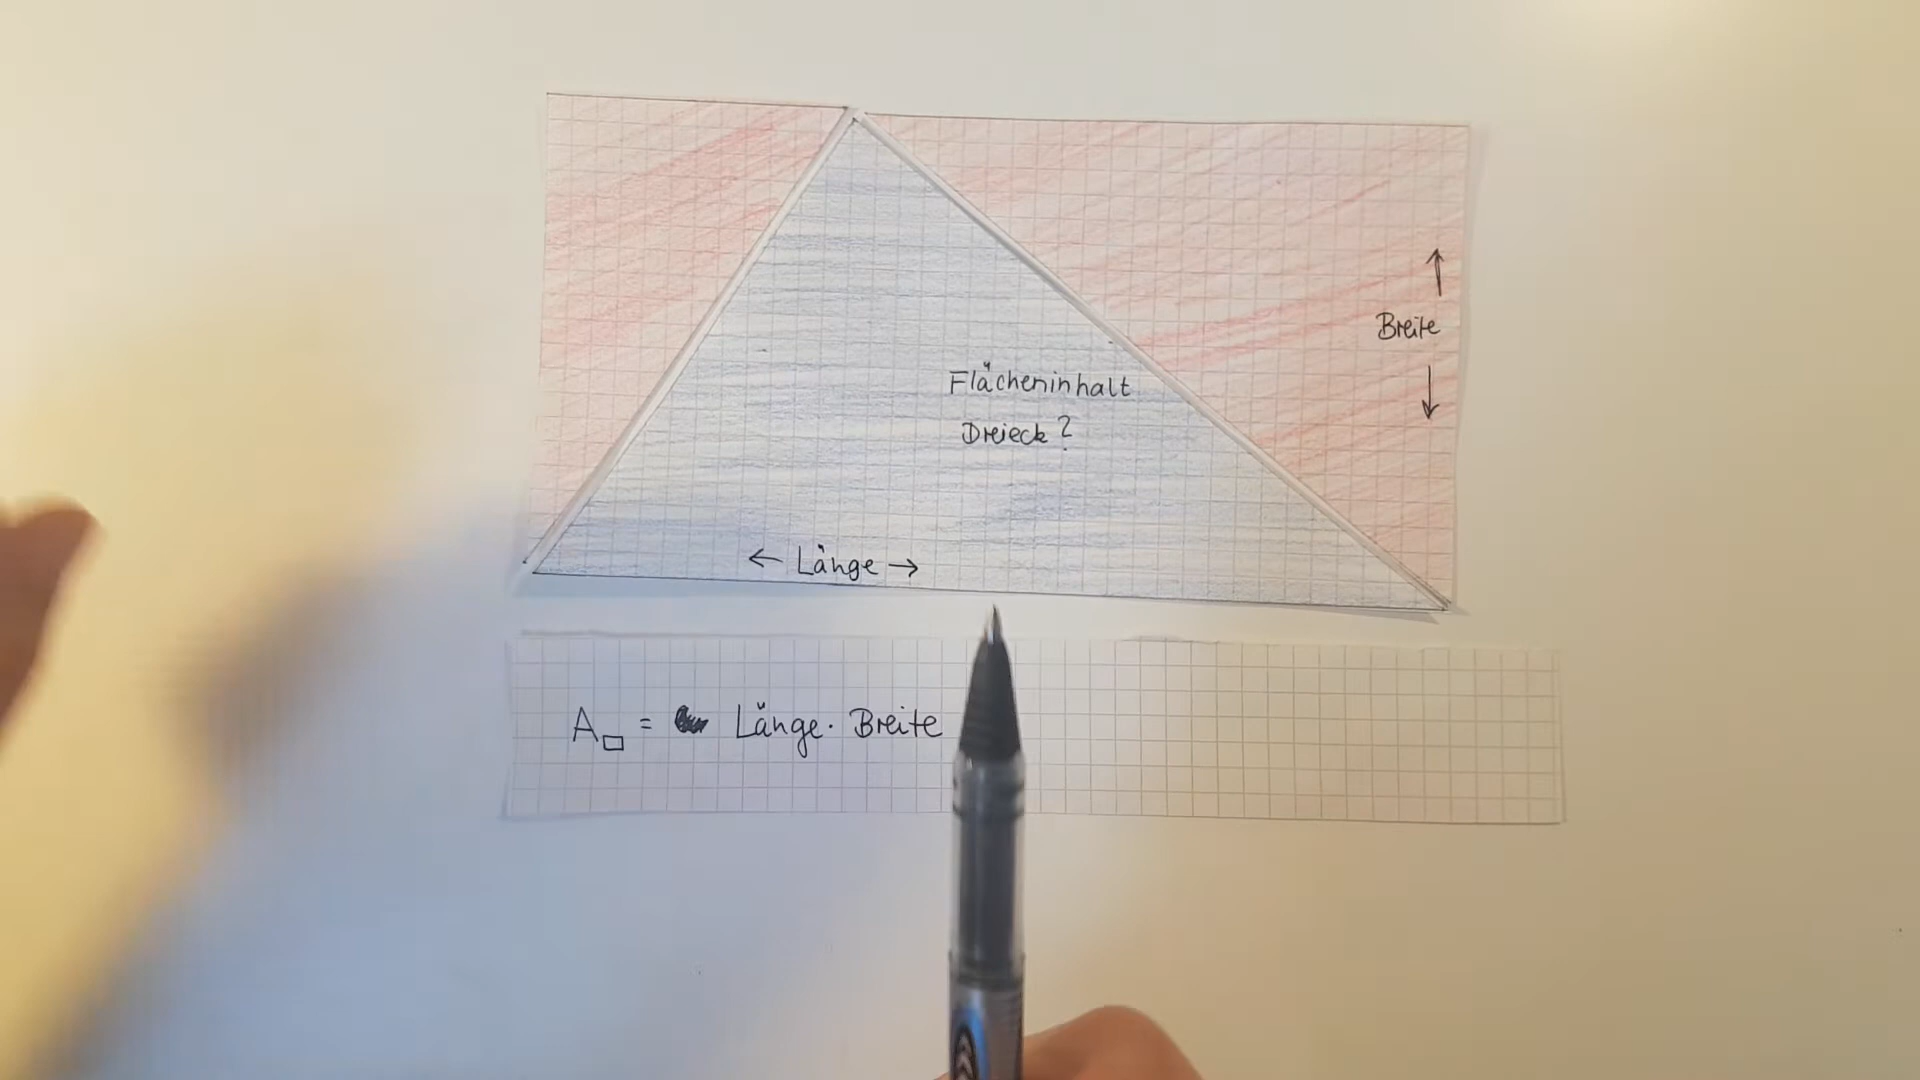 Breite
Flächeninhalt
Dreieck?
← Länge →
A□ = Länge · Breite